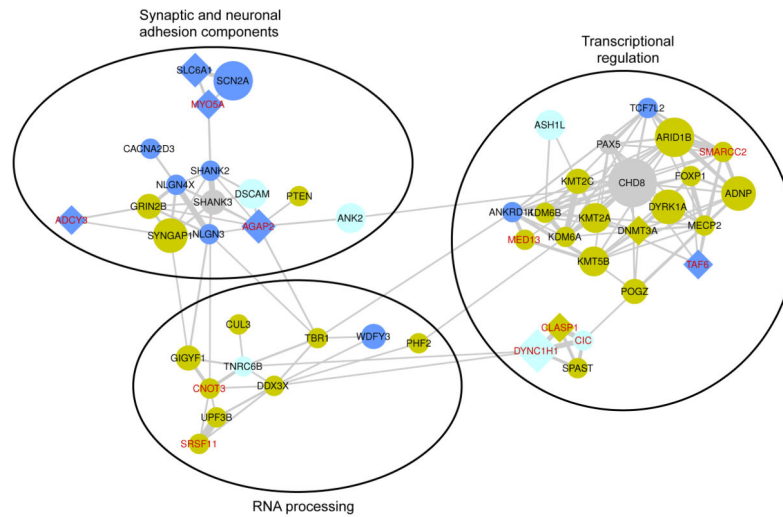 Synaptic and neuronal
adhesion components
Transcriptional
regulation
SLC6A1
SCN2A
MYO5A
CACNA2D3
SHANK2
NLGN4X
DSCAM
SHANK3
PTEN
GRIN2B
ADCY3
AGAP2
ANK2
SYNGAP1
NLGN3
TCF7L2
ASH1L
ARID1B
PAX5
SMARCC2
FOXP1
CHD8
KMT2C
ADNP
DYRK1A
ANKRD11
KDM6B
KMT2A
MECP2
DNMT3A
MED13
KDM6A
KMT5B
TAF6
POGZ
CUL3
TBR1
WDFY3
PHF2
GIGYF1
TNRC6B
CLASP1
CIC
DYNC1H1
SPAST
CNOT3
DDX3X
UPF3B
SRSF11
RNA processing